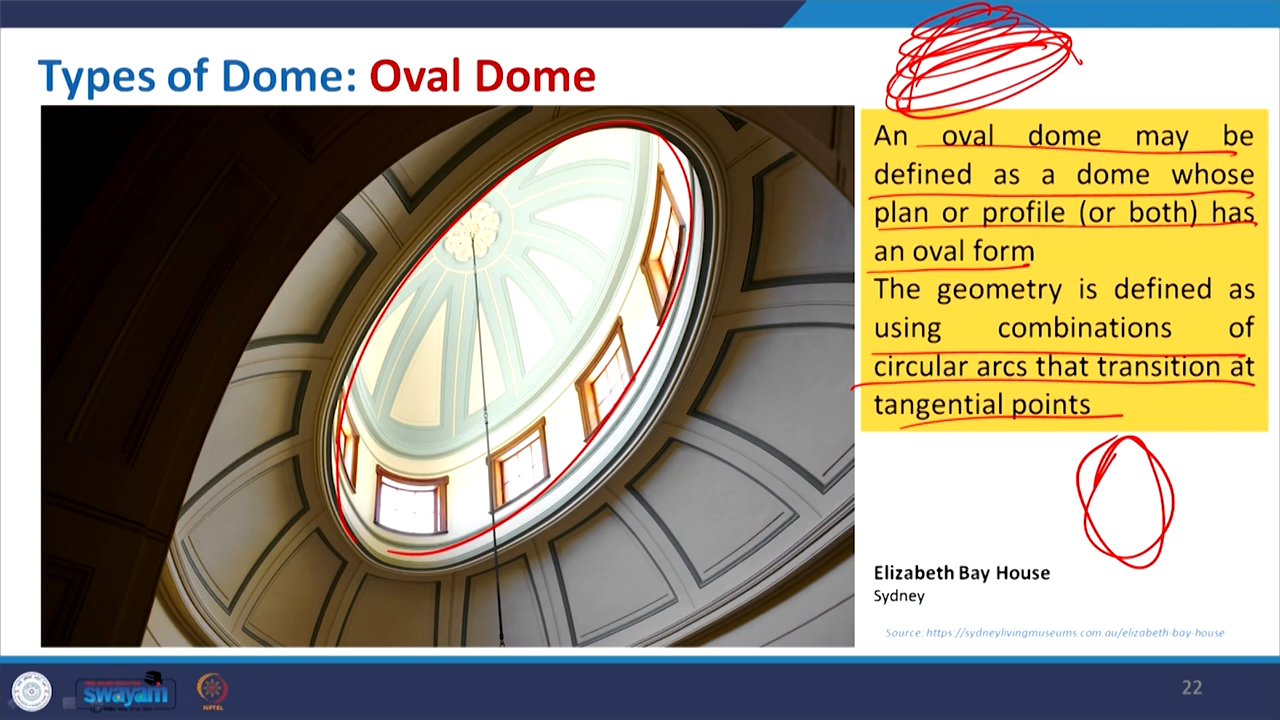 Types of Dome: Oval Dome
An oval dome may be
defined as a dome whose
plan or profile (or both) has
an oval form
The geometry is defined as
using combinations of
circular arcs that transition at
tangential points
Elizabeth Bay House
Sydney
Source: https://sydneylivingmuseums.com.au/elizabeth-bay-house
swayam
NPTEL
22